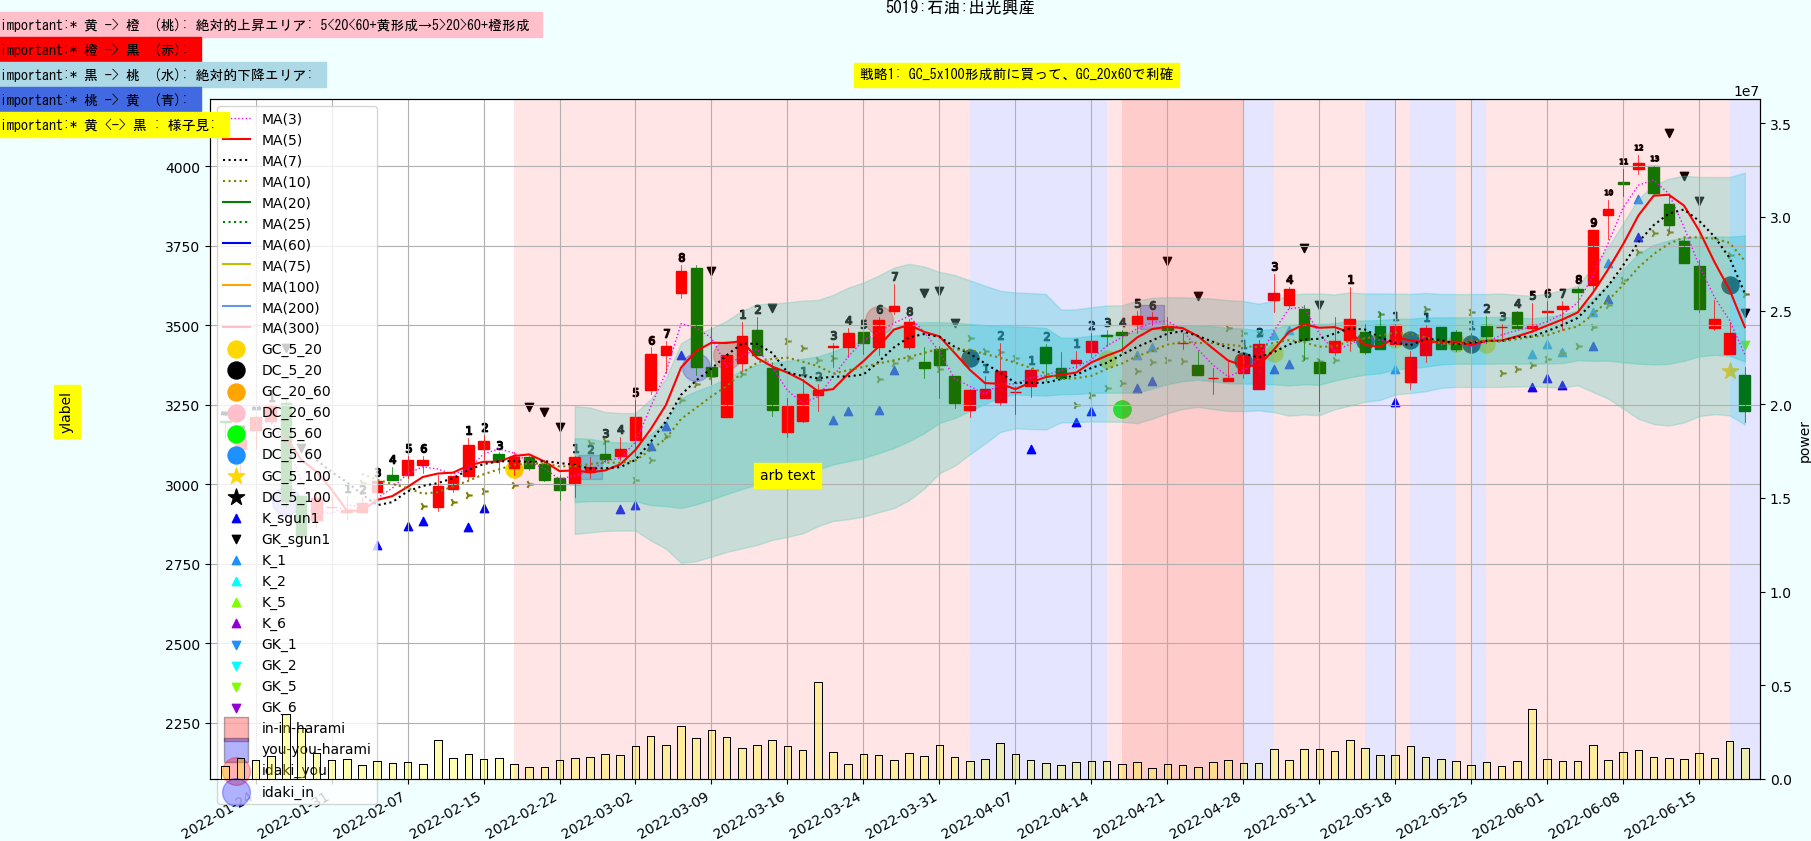 5019:石油:出光興産
important:* 黄 -> 橙 (桃): 絶対的上昇エリア: 5<20<60+黄形成→5>20>60+橙形成
important:* 橙 -> 黒 (赤):
important:* 黒 -> 桃 (水): 絶対的下降エリア:
戦略1: GC_5x100形成前に買って、GC_20x60で利確
important:* 桃 -> 黄 (青):
important:* 黄 <-> 黒 : 様子見:
1e7
MA(3)
MA(5)
MA(7)
MA(10)
MA(20)
MA(25)
MA(60)
MA(75)
MA(100)
MA(200)
MA(300)
GC_5_20
DC_5_20
GC_20_60
DC_20_60
GC_5_60
DC_5_60
GC_5_100
DC_5_100
K_sgun1
GK_sgun1
K_1
K_2
K_5
K_6
GK_1
GK_2
GK_5
GK_6
in-in-harami
you-you-harami
idaki_you
idaki_in
4000
3750
3500
3250
3000
2750
2500
2250
ylabel
arb text
3.5
3.0
2.5
2.0
1.5
1.0
0.5
0.0
power
2022-01-24
2022-01-31
2022-02-07
2022-02-15
2022-02-22
2022-03-02
2022-03-09
2022-03-16
2022-03-24
2022-03-31
2022-04-07
2022-04-14
2022-04-21
2022-04-28
2022-05-11
2022-05-18
2022-05-25
2022-06-01
2022-06-08
2022-06-15